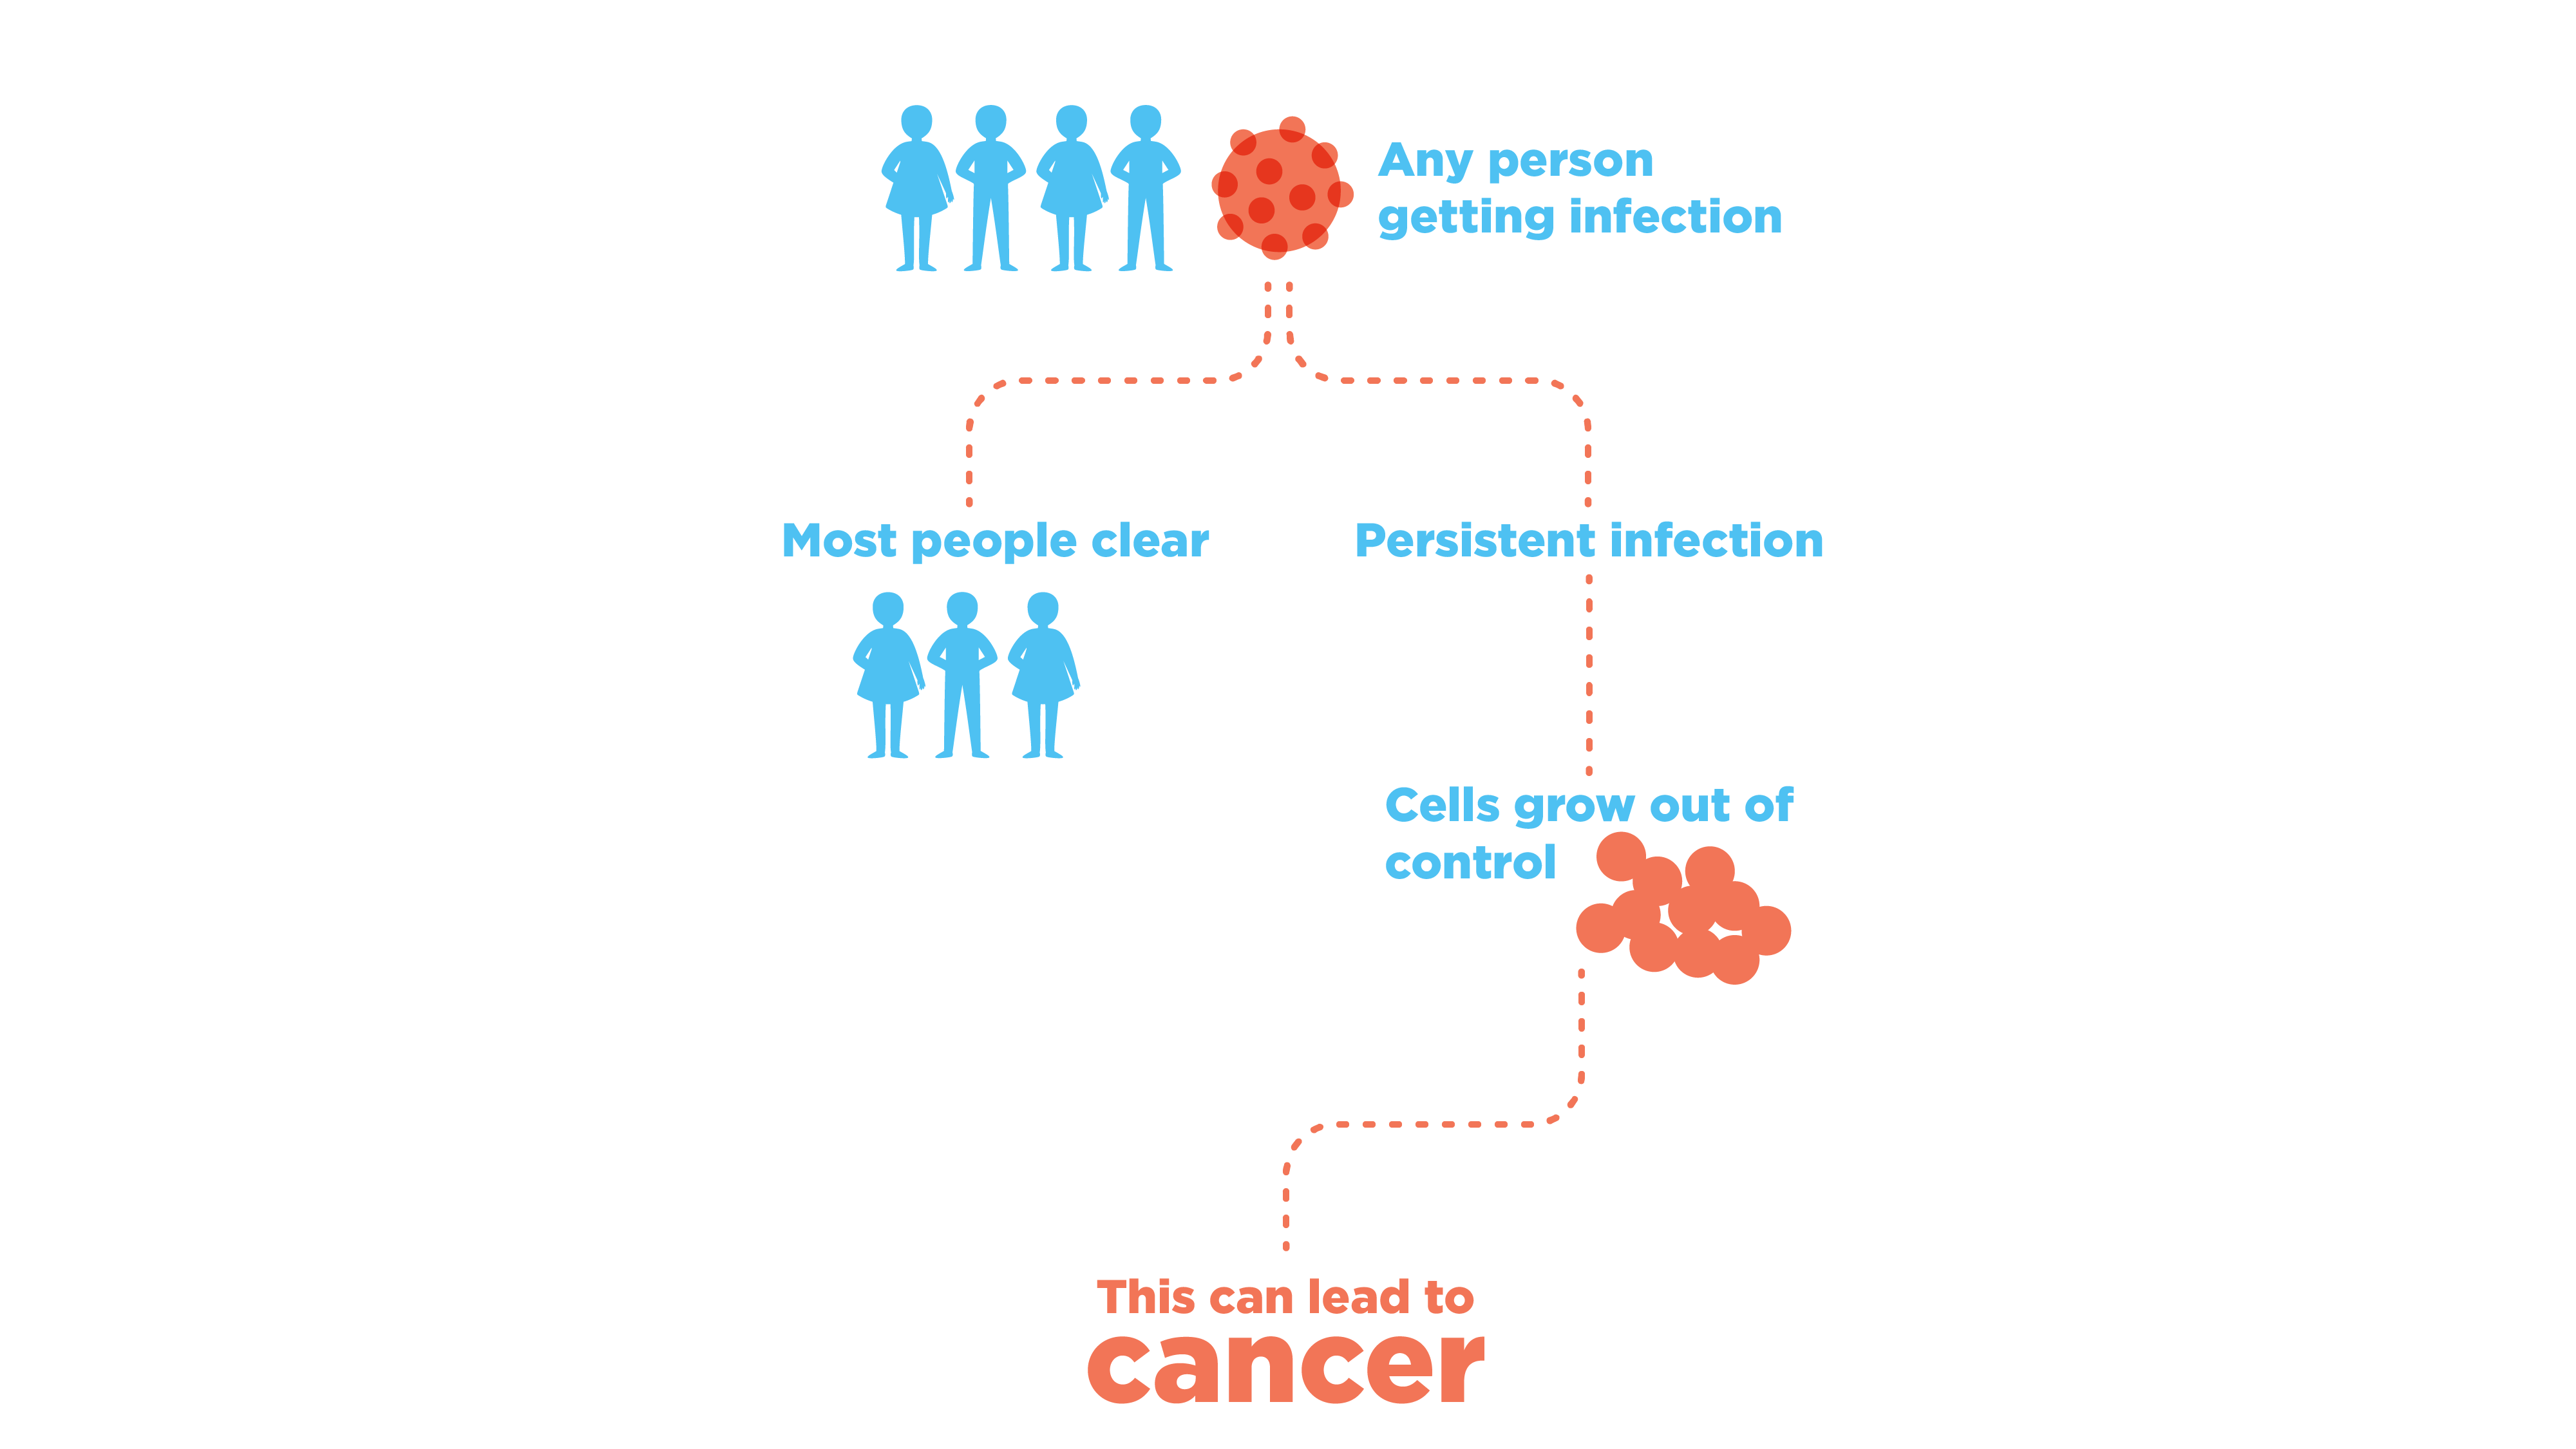 Any person
getting infection
Most people clear
Persistent infection
Cells grow out of
control
This can lead to
cancer